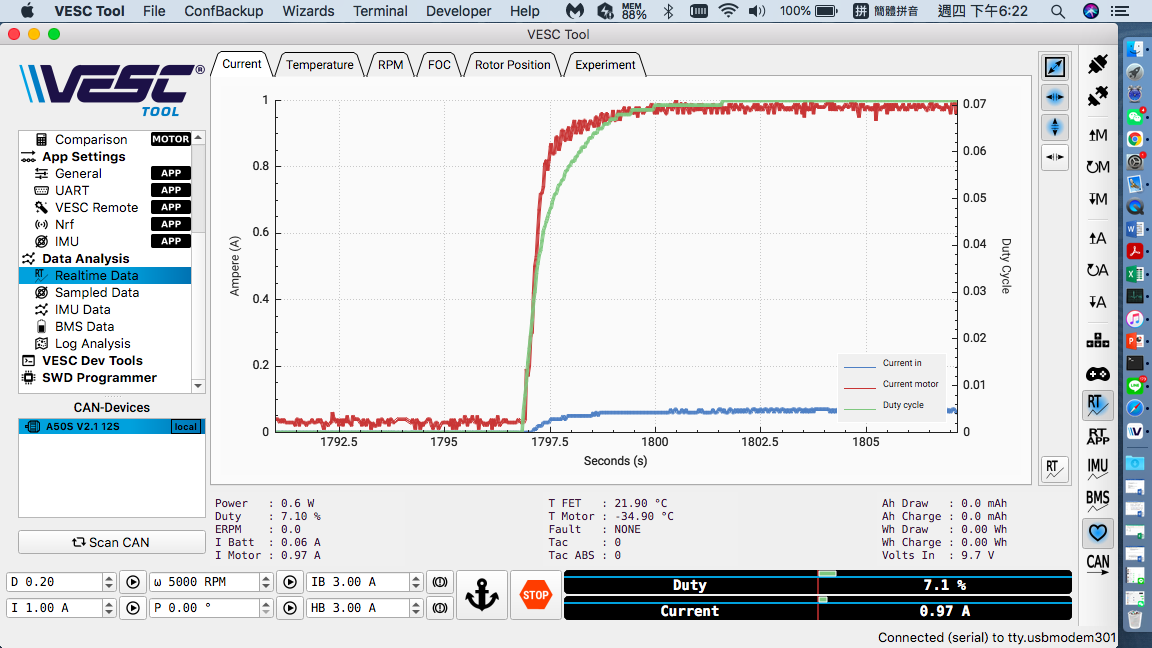 VESC Tool File ConfBackup Wizards Terminal Developer Help MEM 88% 100% 拼 簡體拼音 週四 下午6:22
VESC Tool
VESC® TOOL
Comparison MOTOR
App Settings
General APP
UART APP
VESC Remote APP
Nrf APP
IMU APP
Data Analysis
RT Realtime Data
Sampled Data
IMU Data
BMS Data
Log Analysis
VESC Dev Tools
SWD Programmer
CAN-Devices
A50S V2.1 12S local
Scan CAN
Current Temperature RPM FOC Rotor Position Experiment
1
0.8
0.6
0.4
0.2
0
Ampere (A)
0.07
0.06
0.05
0.04
0.03
0.02
0.01
0
Duty Cycle
Current in
Current motor
Duty cycle
1792.5 1795 1797.5 1800 1802.5 1805
Seconds (s)
RT
Power : 0.6 W
Duty : 7.10 %
ERPM : 0.0
I Batt : 0.06 A
I Motor : 0.97 A
T FET : 21.90 °C
T Motor : -34.90 °C
Fault : NONE
Tac : 0
Tac ABS : 0
Ah Draw : 0.0 mAh
Ah Charge : 0.0 mAh
Wh Draw : 0.00 Wh
Wh Charge : 0.00 Wh
Volts In : 9.7 V
D 0.20 ω 5000 RPM IB 3.00 A
I 1.00 A P 0.00 ° HB 3.00 A
STOP
Duty 7.1 %
Current 0.97 A
Connected (serial) to tty.usbmodem301
M
M
M
A
A
A
RT
RT APP
IMU
BMS
CAN